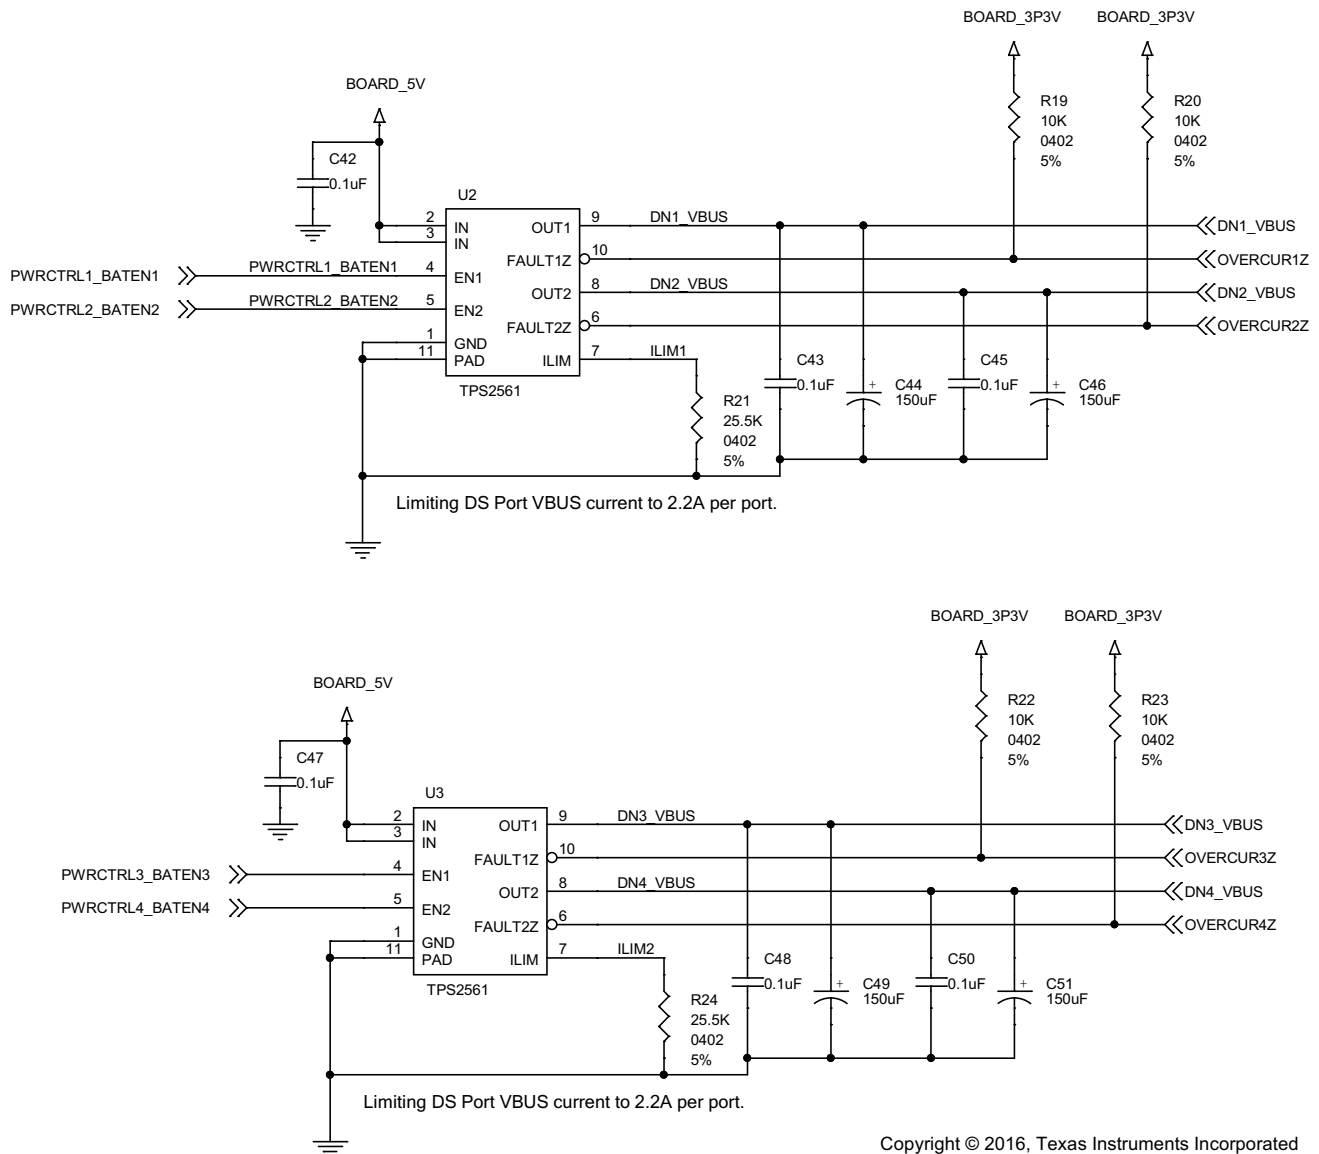 BOARD_3P3V BOARD_3P3V
BOARD_5V
R19
10K
0402
5%
R20
10K
0402
5%
C42
0.1uF
U2
2 IN
3 IN
PWRCTRL1_BATEN1 PWRCTRL1_BATEN1 4 EN1
PWRCTRL2_BATEN2 PWRCTRL2_BATEN2 5 EN2
1 GND
11 PAD
OUT1 9 DN1_VBUS DN1_VBUS
FAULT1Z 10 OVERCUR1Z
OUT2 8 DN2_VBUS DN2_VBUS
FAULT2Z 6 OVERCUR2Z
ILIM 7 ILIM1
TPS2561
R21
25.5K
0402
5%
C43
0.1uF
+ C44
150uF
C45
0.1uF
+ C46
150uF
Limiting DS Port VBUS current to 2.2A per port.
BOARD_3P3V BOARD_3P3V
BOARD_5V
R22
10K
0402
5%
R23
10K
0402
5%
C47
0.1uF
U3
2 IN
3 IN
PWRCTRL3_BATEN3 4 EN1
PWRCTRL4_BATEN4 5 EN2
1 GND
11 PAD
OUT1 9 DN3_VBUS DN3_VBUS
FAULT1Z 10 OVERCUR3Z
OUT2 8 DN4_VBUS DN4_VBUS
FAULT2Z 6 OVERCUR4Z
ILIM 7 ILIM2
TPS2561
R24
25.5K
0402
5%
C48
0.1uF
+ C49
150uF
C50
0.1uF
+ C51
150uF
Limiting DS Port VBUS current to 2.2A per port.
Copyright © 2016, Texas Instruments Incorporated